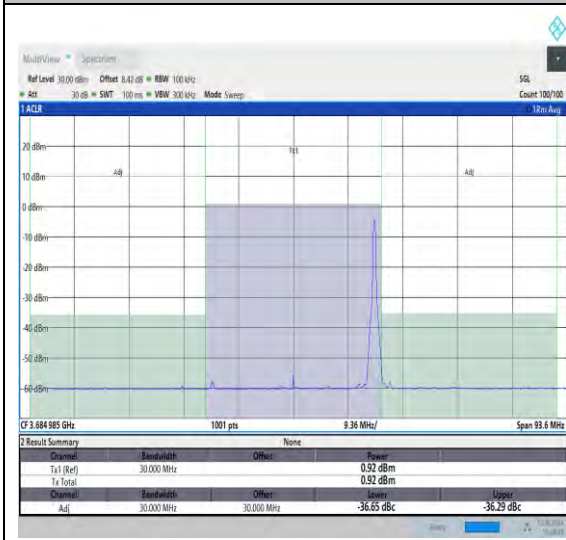 MultiView Spectrum
Ref Level 30.00 dBm Offset 8.42 dB RBW 100 kHz SGL
Att 30 dB SWT 100 ms VBW 300 kHz Mode Sweep Count 100/100
1 ACLR 1Rm Avg
20 dBm
Tx1
Adj Adj
10 dBm
0 dBm
-10 dBm
-20 dBm
-30 dBm
-40 dBm
-50 dBm
-60 dBm
CF 3.684 985 GHz 1001 pts 9.36 MHz/ Span 93.6 MHz
2 Result Summary None
Channel Bandwidth Offset Power
Tx1 (Ref) 30.000 MHz 0.92 dBm
Tx Total 0.92 dBm
Channel Bandwidth Offset Lower Upper
Adj 30.000 MHz 30.000 MHz -36.65 dBc -36.29 dBc